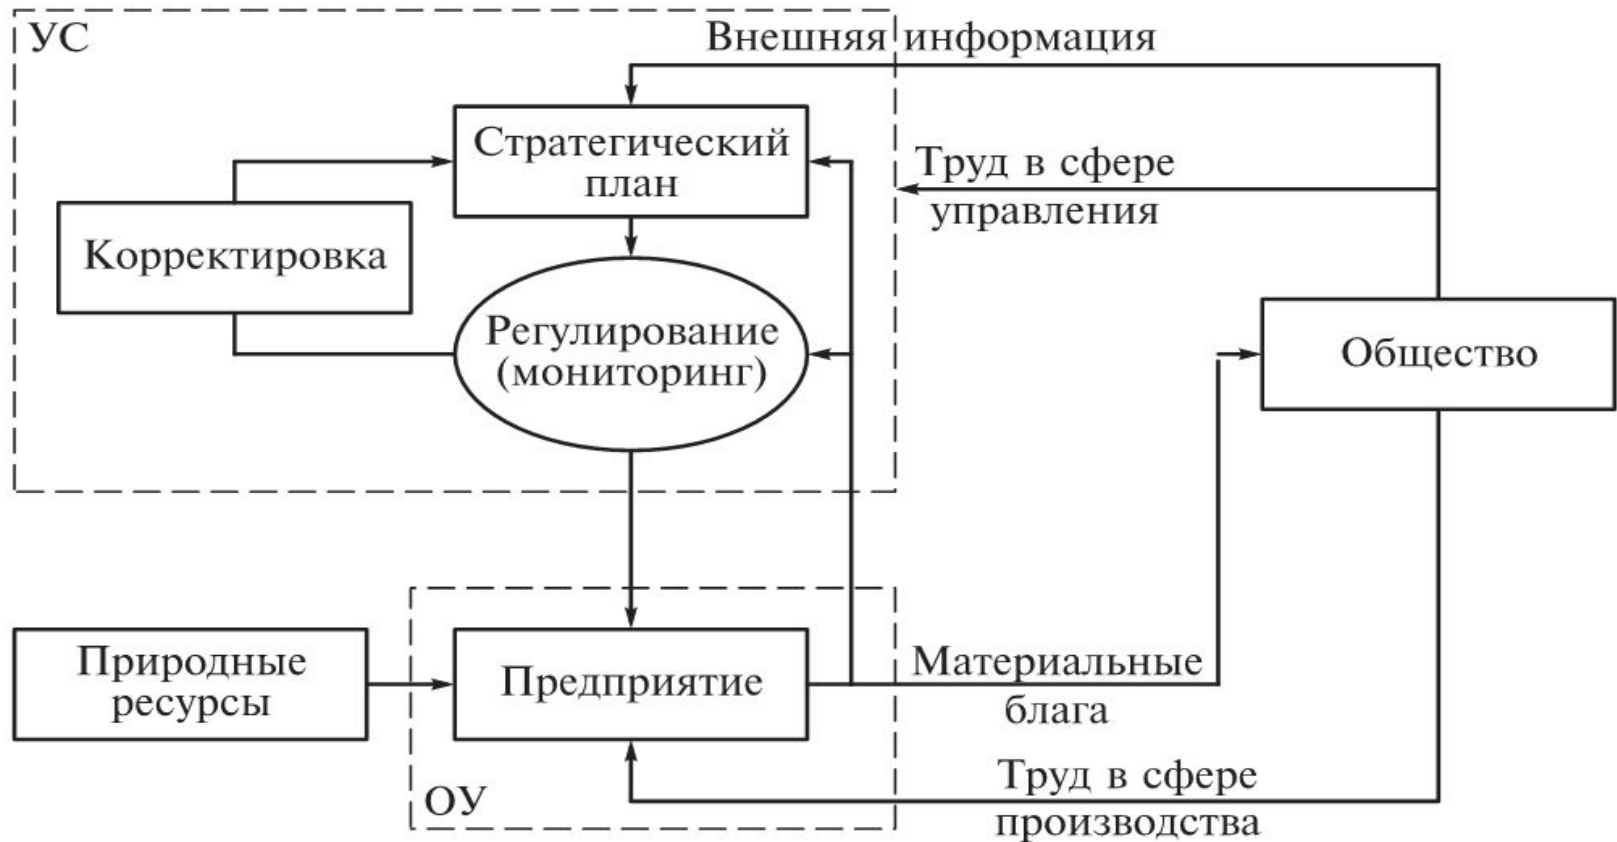 УС
Внешняя информация
Стратегический
план
Труд в сфере
управления
Корректировка
Регулирование
(мониторинг)
Общество
Природные
ресурсы
Предприятие
Материальные
блага
ОУ
Труд в сфере
производства